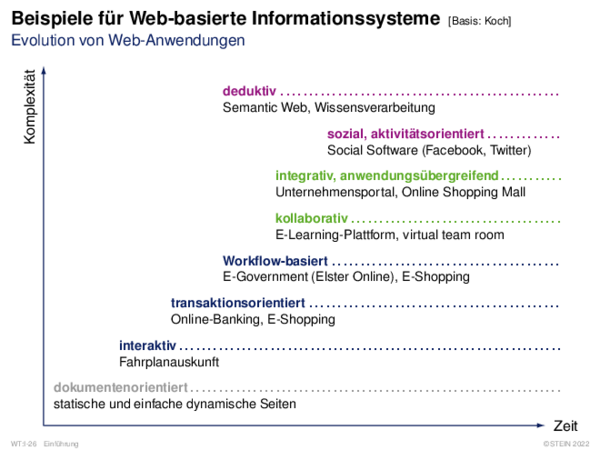 Beispiele für Web-basierte Informationssysteme [Basis: Koch]
Evolution von Web-Anwendungen
Komplexität
deduktiv
Semantic Web, Wissensverarbeitung
sozial, aktivitätsorientiert
Social Software (Facebook, Twitter)
integrativ, anwendungsübergreifend
Unternehmensportal, Online Shopping Mall
kollaborativ
E-Learning-Plattform, virtual team room
Workflow-basiert
E-Government (Elster Online), E-Shopping
transaktionsorientiert
Online-Banking, E-Shopping
interaktiv
Fahrplanauskunft
dokumentenorientiert
statische und einfache dynamische Seiten
Zeit
WT:I-26 Einführung
©STEIN 2022